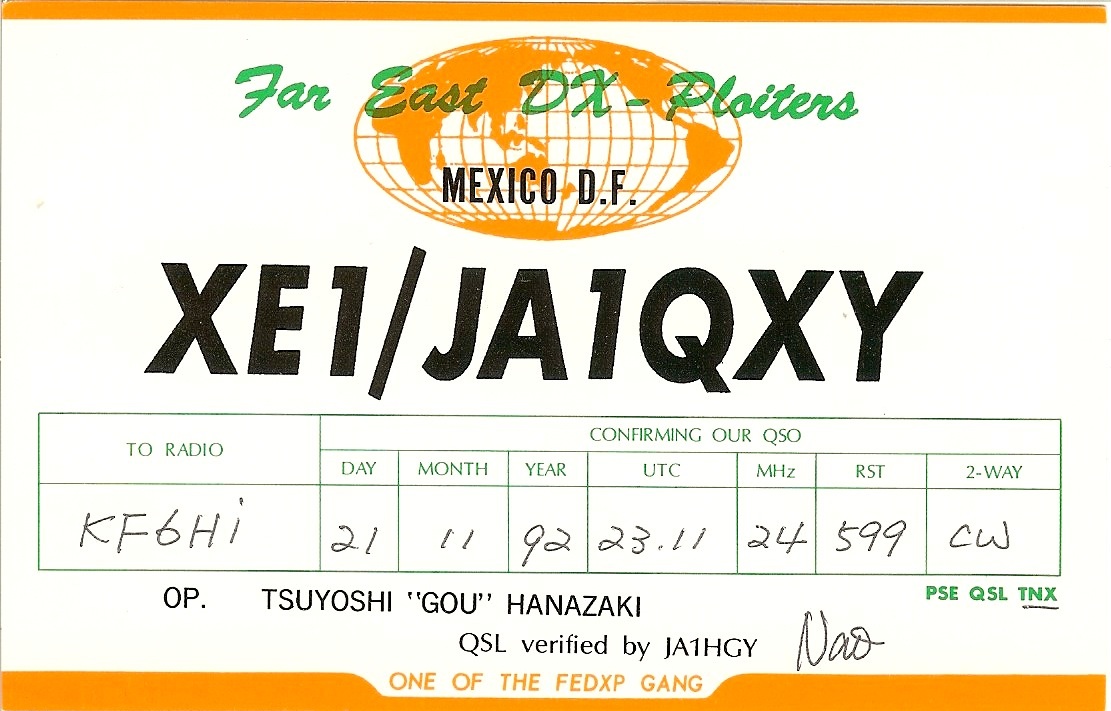 Far East DX-Ploiters
MEXICO D.F.
XE1/JA1QXY
TO RADIO CONFIRMING OUR QSO
DAY MONTH YEAR UTC MHz RST 2-WAY
KF6Hi 21 11 92 23.11 24 599 CW
OP. TSUYOSHI "GOU" HANAZAKI PSE QSL TNX
QSL verified by JA1HGY Nao
ONE OF THE FEDXP GANG